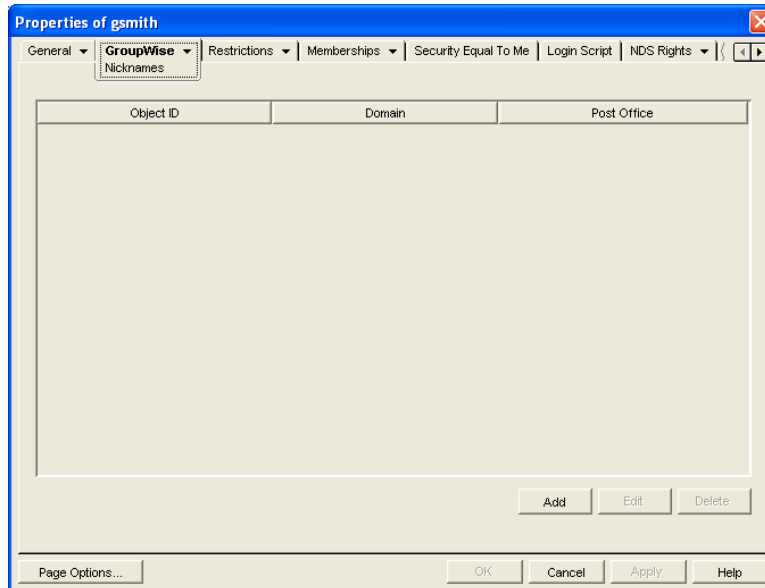 Properties of gsmith
General GroupWise Restrictions Memberships Security Equal To Me Login Script NDS Rights
Nicknames
Object ID Domain Post Office
Add Edit Delete
Page Options... OK Cancel Apply Help